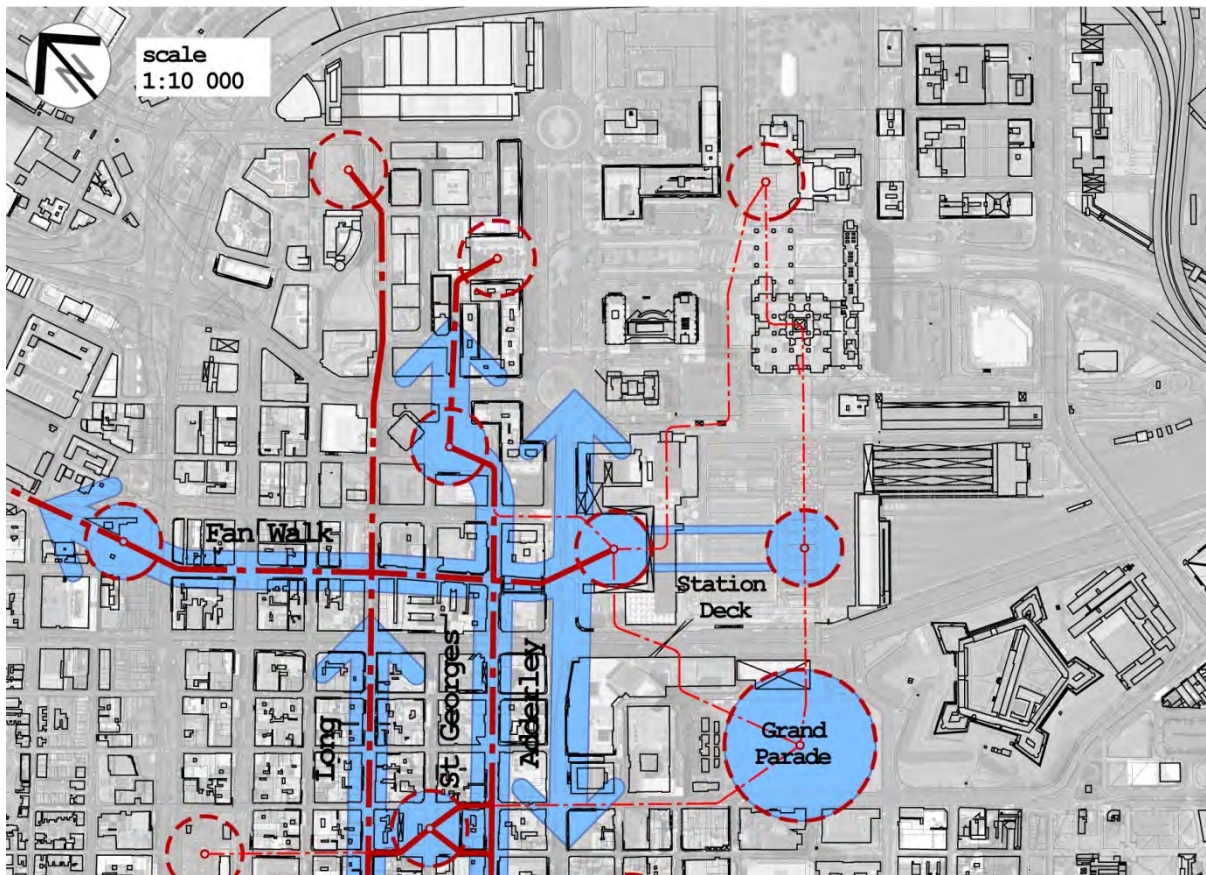 N
scale
1:10 000
Fan Walk
Station
Deck
Long
St Georges
Adderley
Grand
Parade